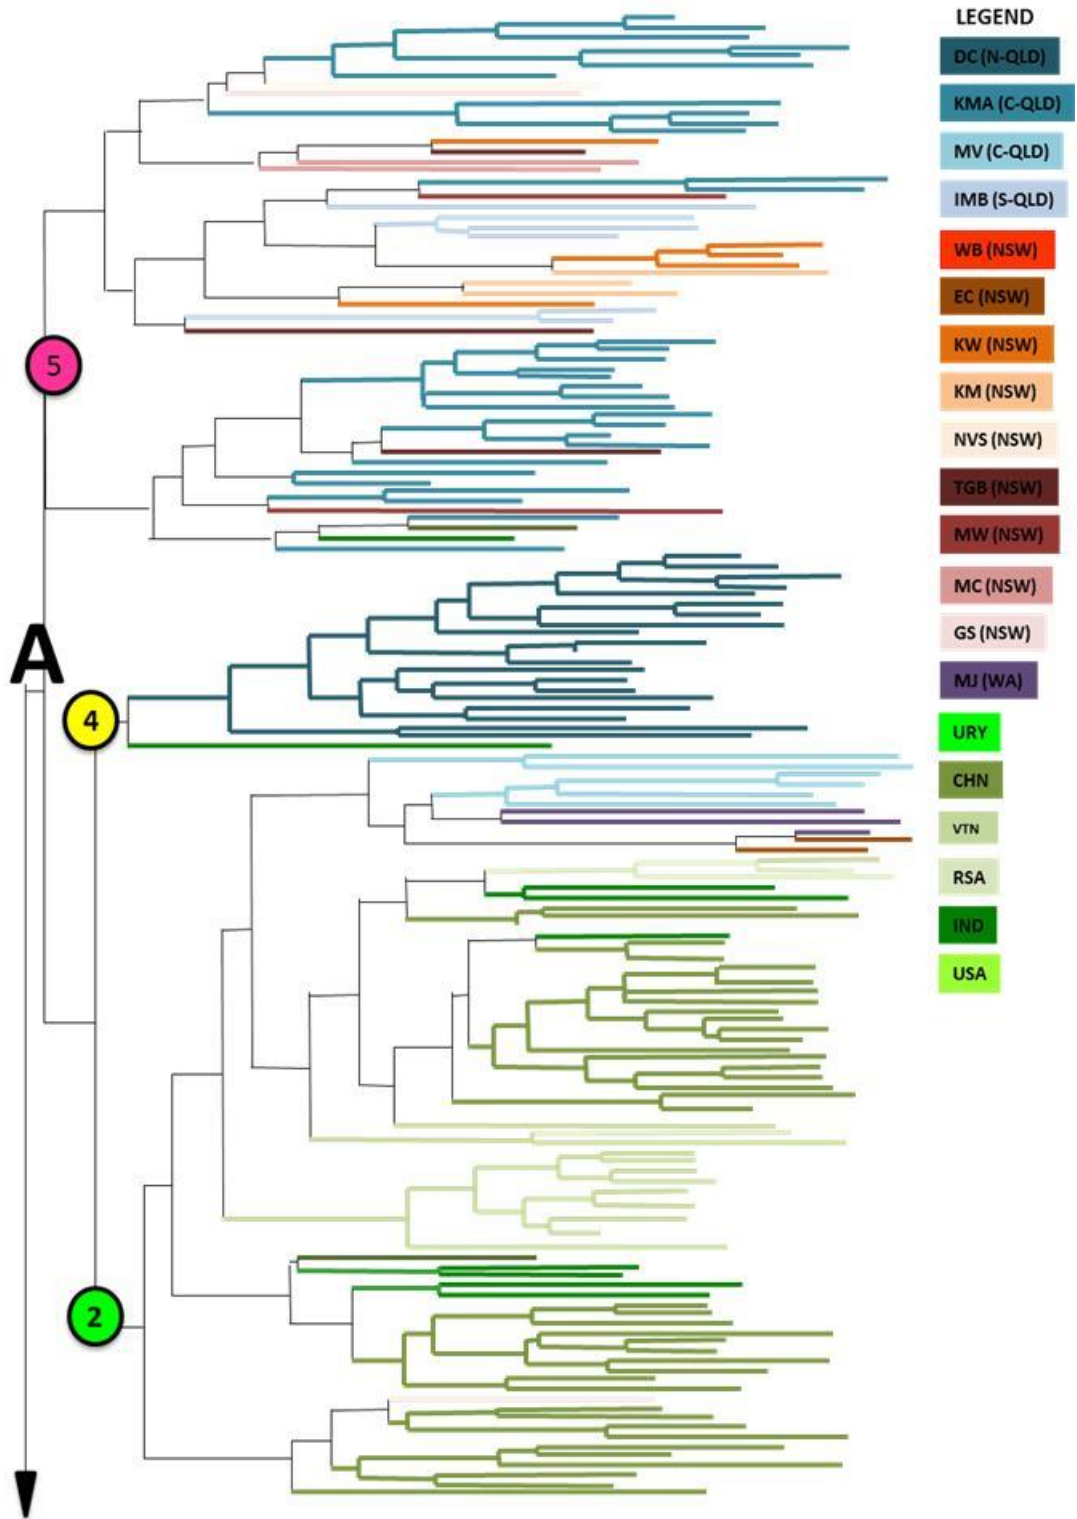 LEGEND
DC (N-QLD)
KMA (C-QLD)
MV (C-QLD)
IMB (S-QLD)
WB (NSW)
EC (NSW)
KW (NSW)
5
KM (NSW)
NVS (NSW)
TGB (NSW)
MW (NSW)
MC (NSW)
GS (NSW)
A
MJ (WA)
4
URY
CHN
VTN
RSA
IND
USA
2